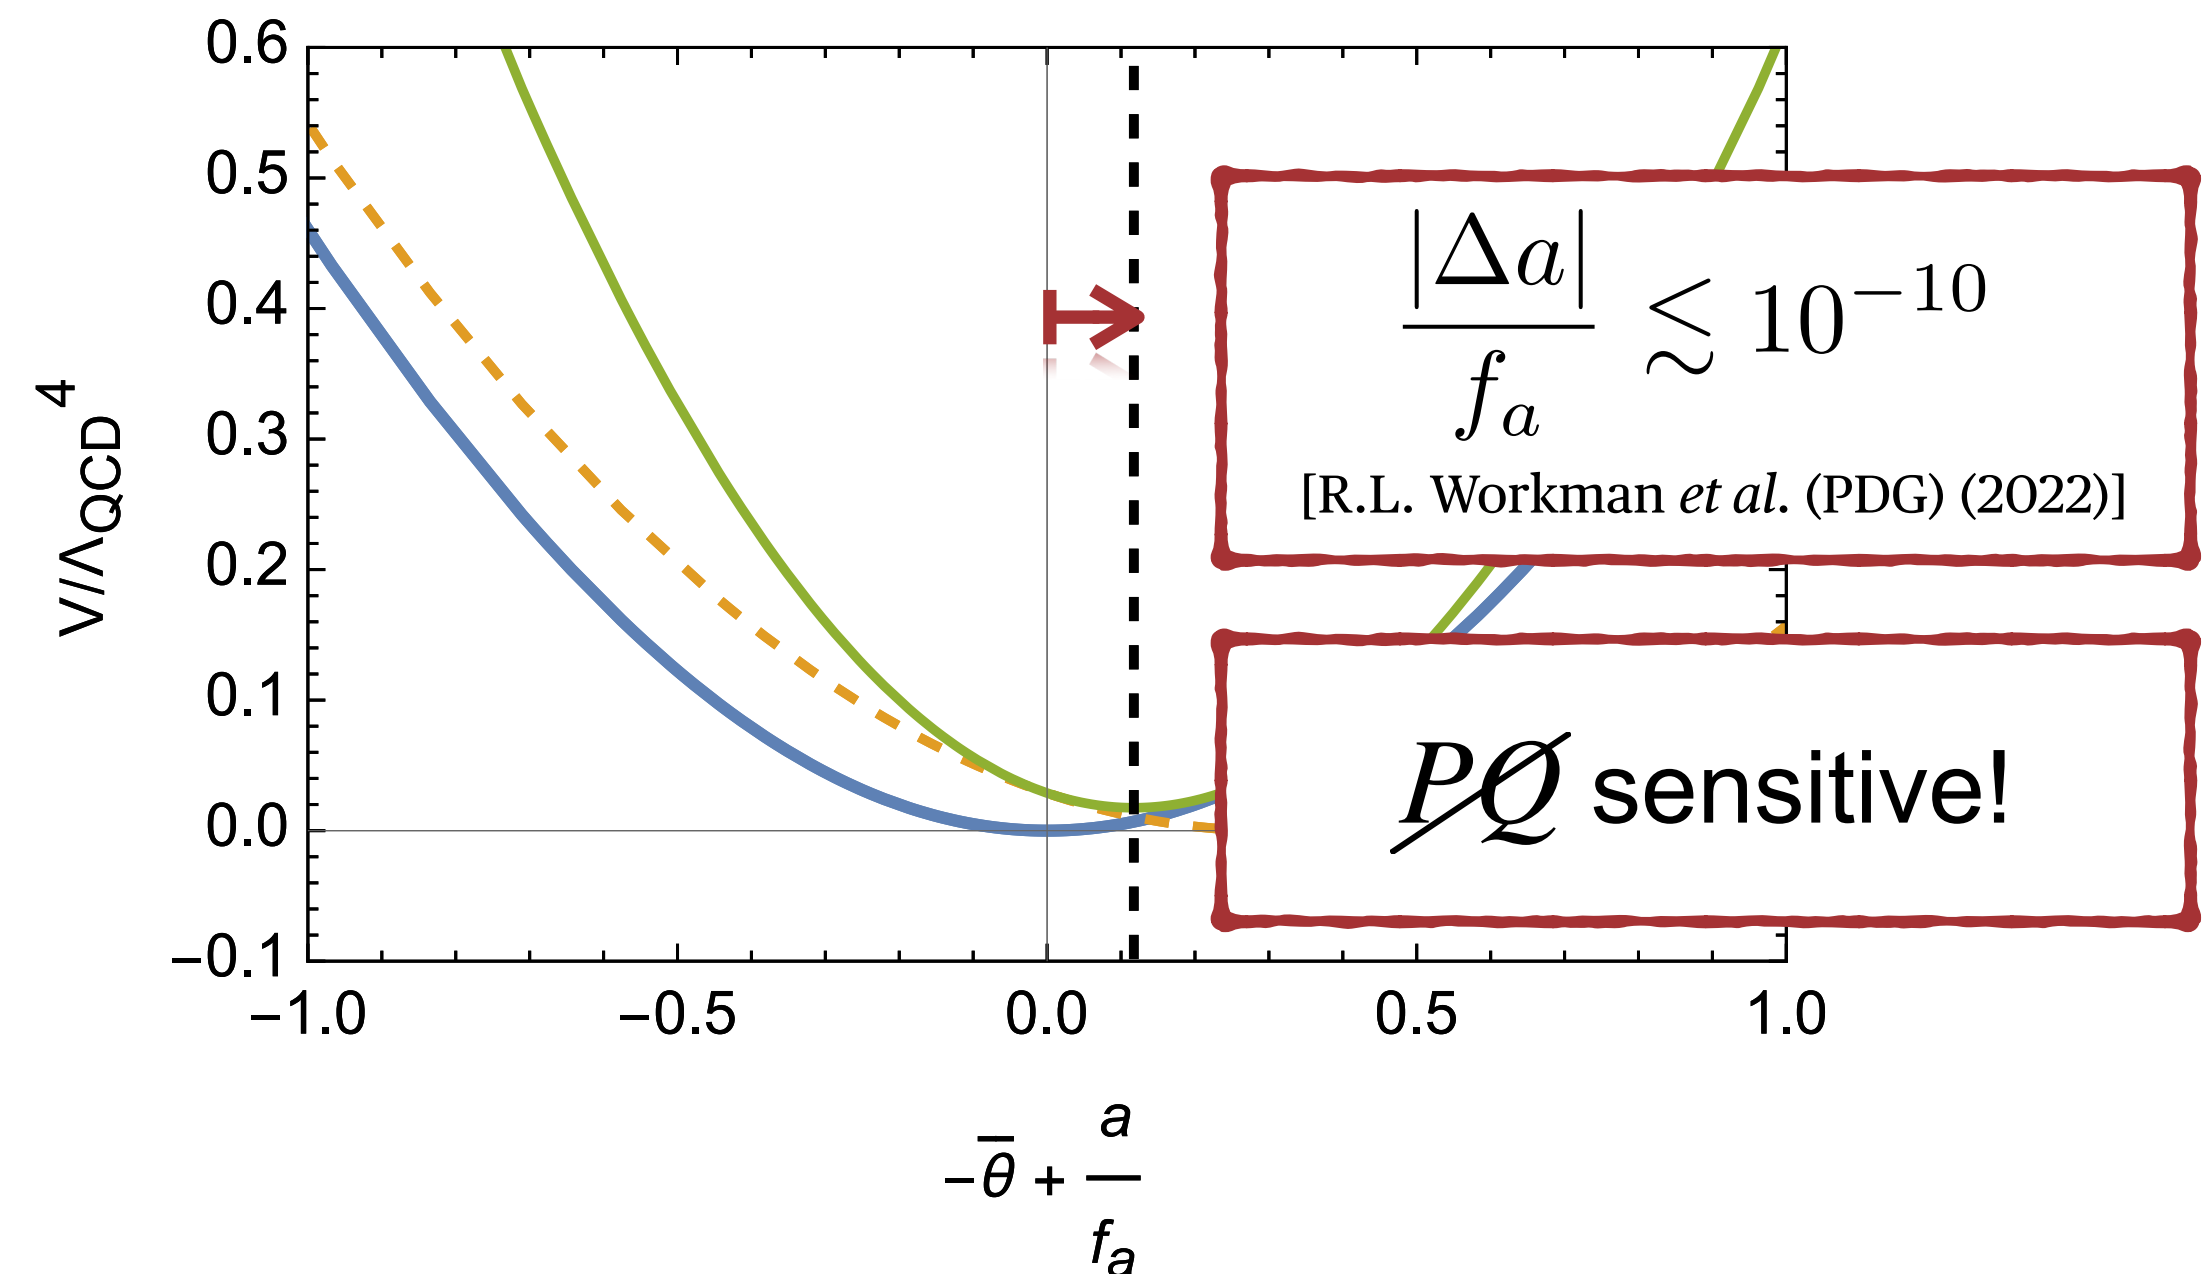 0.6
0.5
0.4
0.3
0.2
0.1
0.0
−0.1
V/Λ_QCD^4
−1.0 −0.5 0.0 0.5 1.0
−θ̅ + a/f_a
|Δa|/f_a ≲ 10^−10
[R.L. Workman et al. (PDG) (2022)]
P̸Q̸ sensitive!